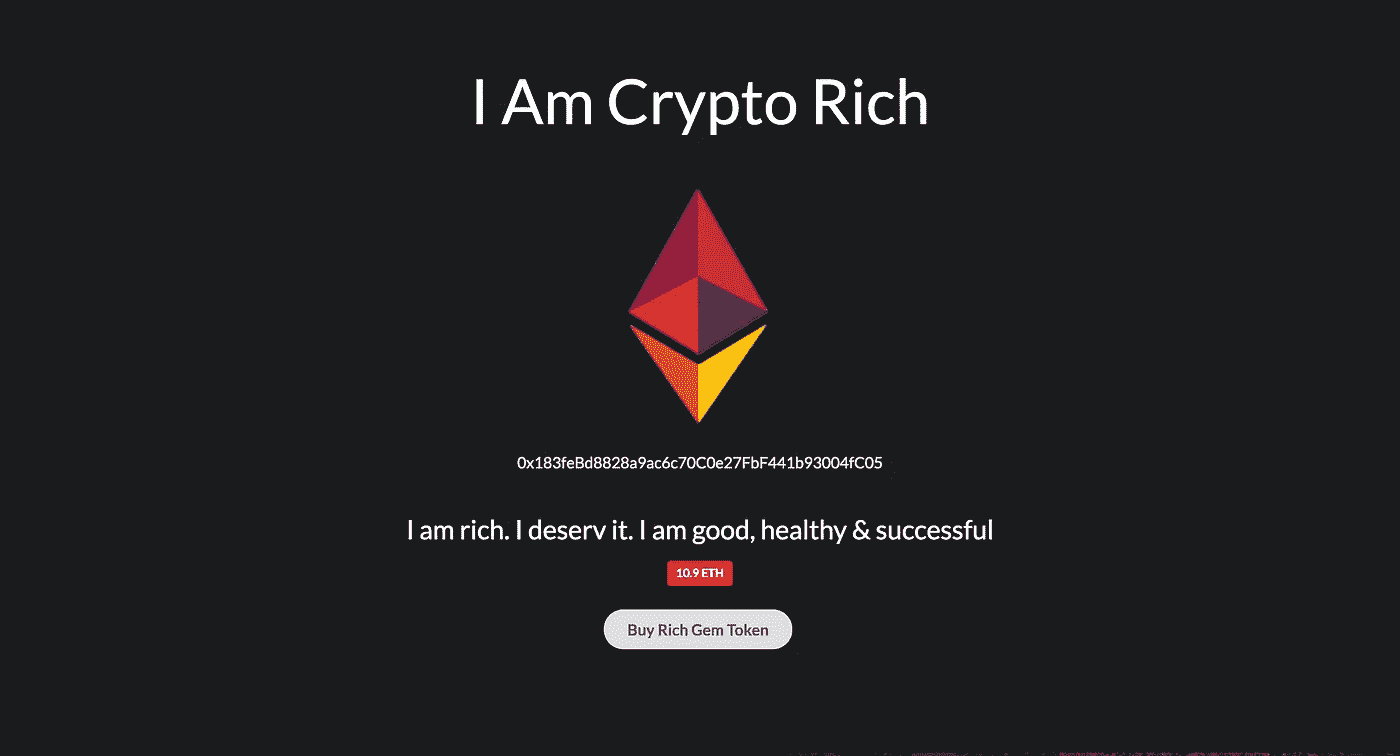 I Am Crypto Rich
0x183feBd8828a9ac6c70C0e27FbF441b93004fC05
I am rich. I deserv it. I am good, healthy & successful
10.9 ETH
Buy Rich Gem Token